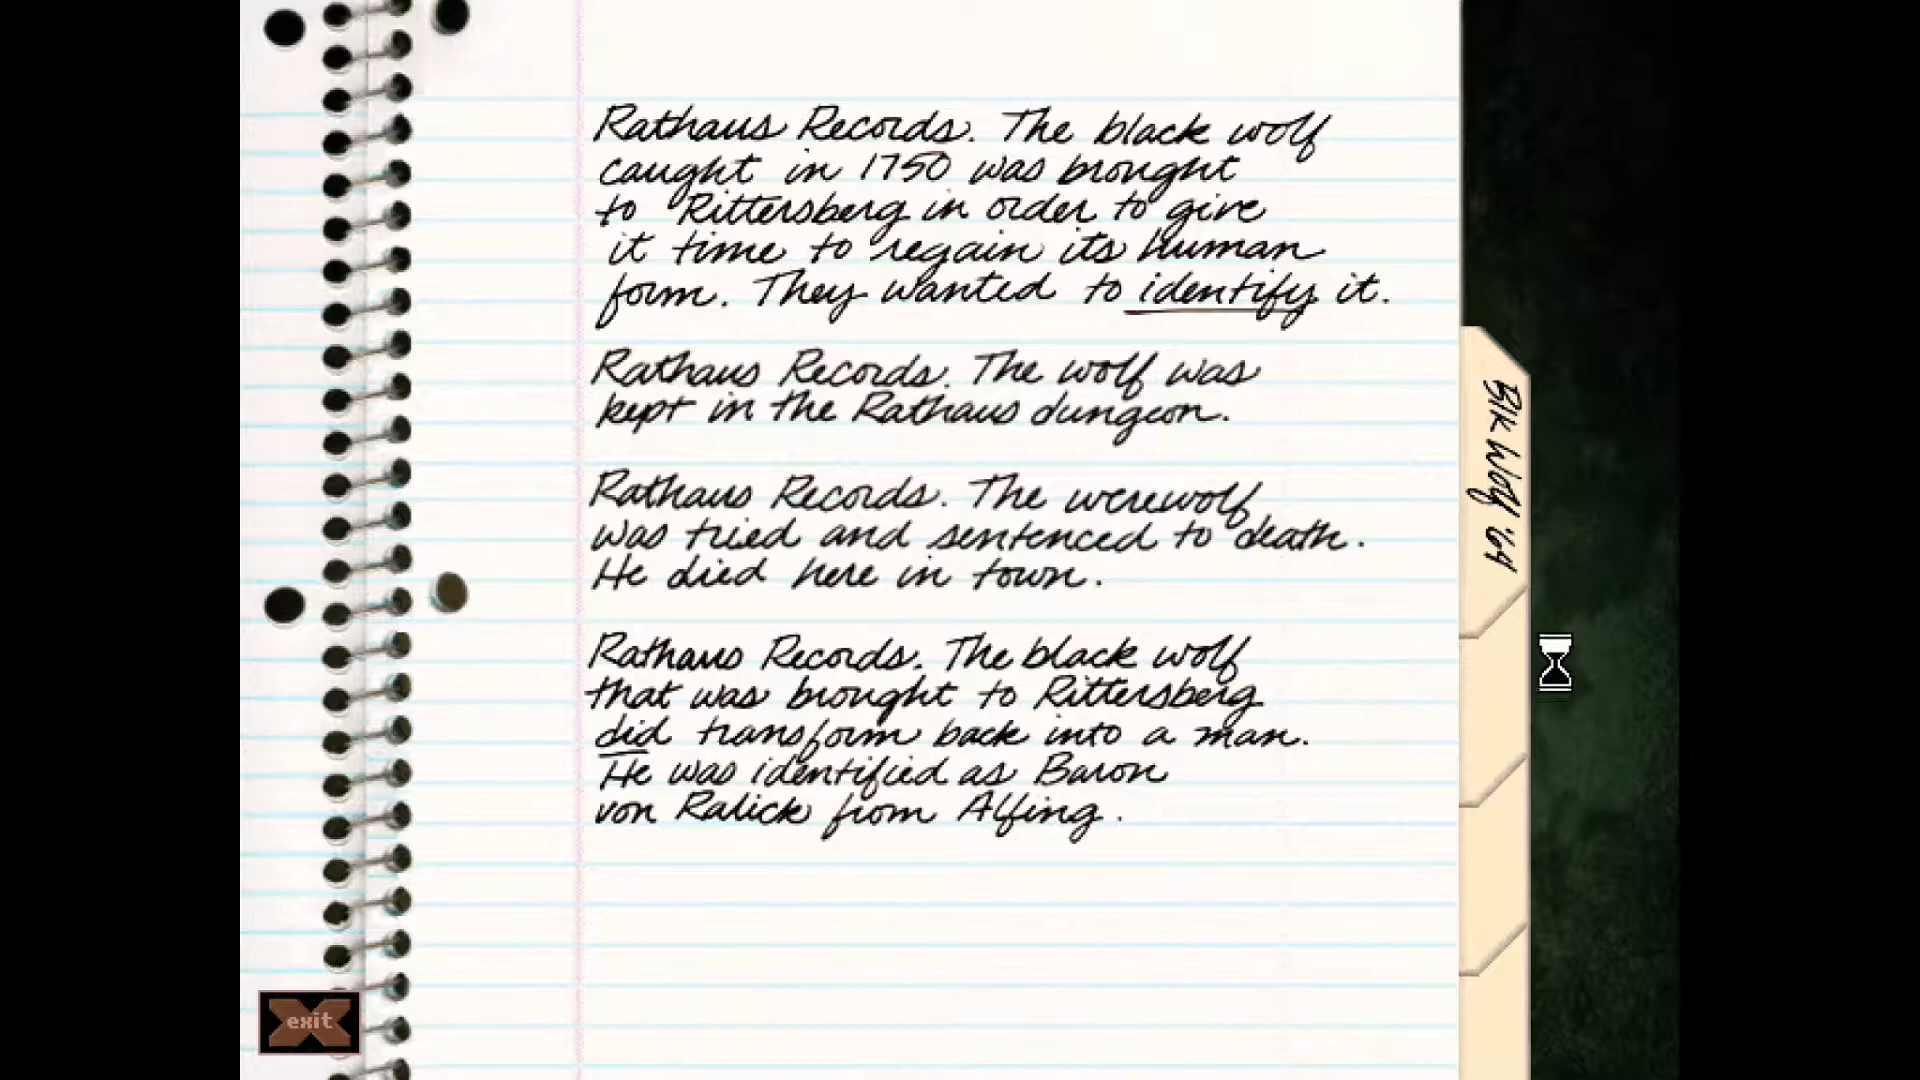 Rathaus Records. The black wolf
caught in 1750 was brought
to Rittersberg in order to give
it time to regain its human
form. They wanted to identify it.
Rathaus Records. The wolf was
kept in the Rathaus dungeon.
Rathaus Records. The werewolf
was tried and sentenced to death.
He died here in town.
Rathaus Records. The black wolf
that was brought to Rittersberg
did transform back into a man.
He was identified as Baron
von Ralick from Alfing.
Blk Wolf '64
exit